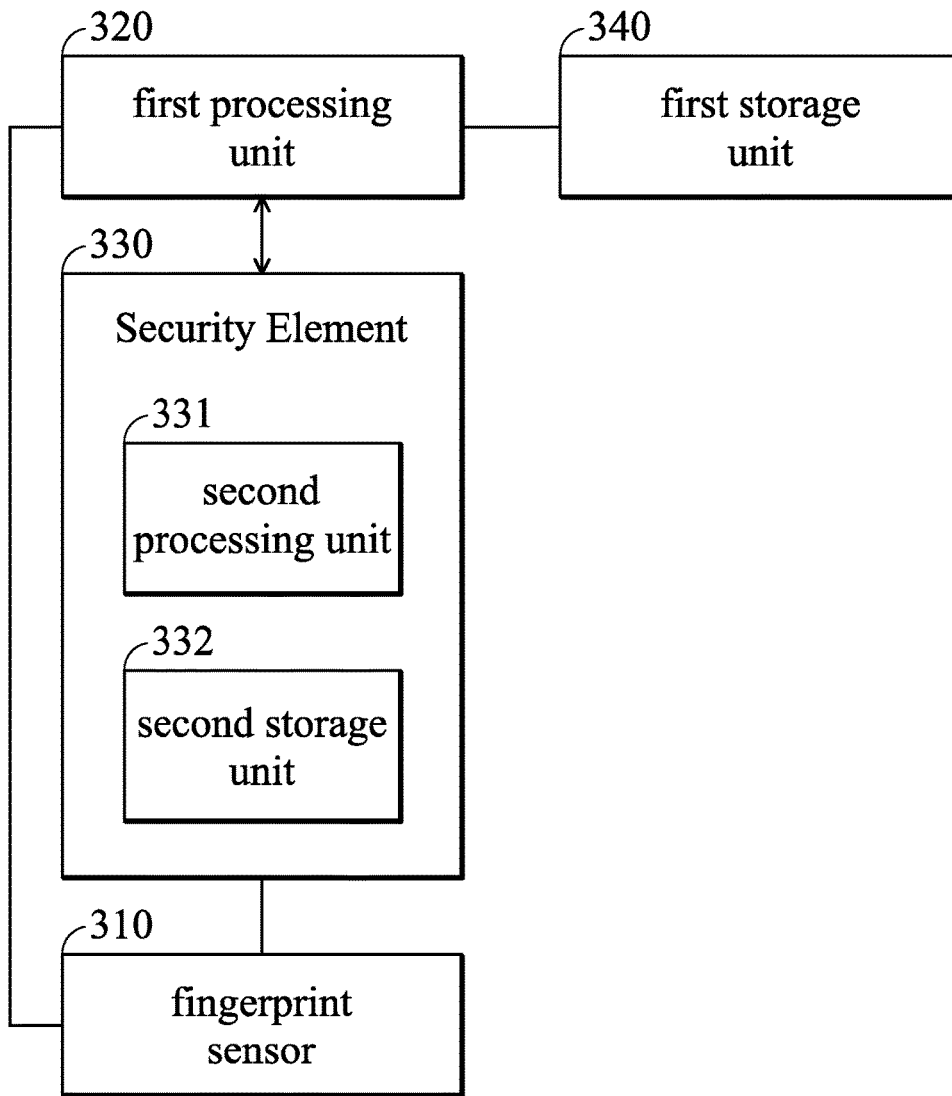 320
first processing
unit
340
first storage
unit
330
Security Element
331
second
processing unit
332
second storage
unit
310
fingerprint
sensor